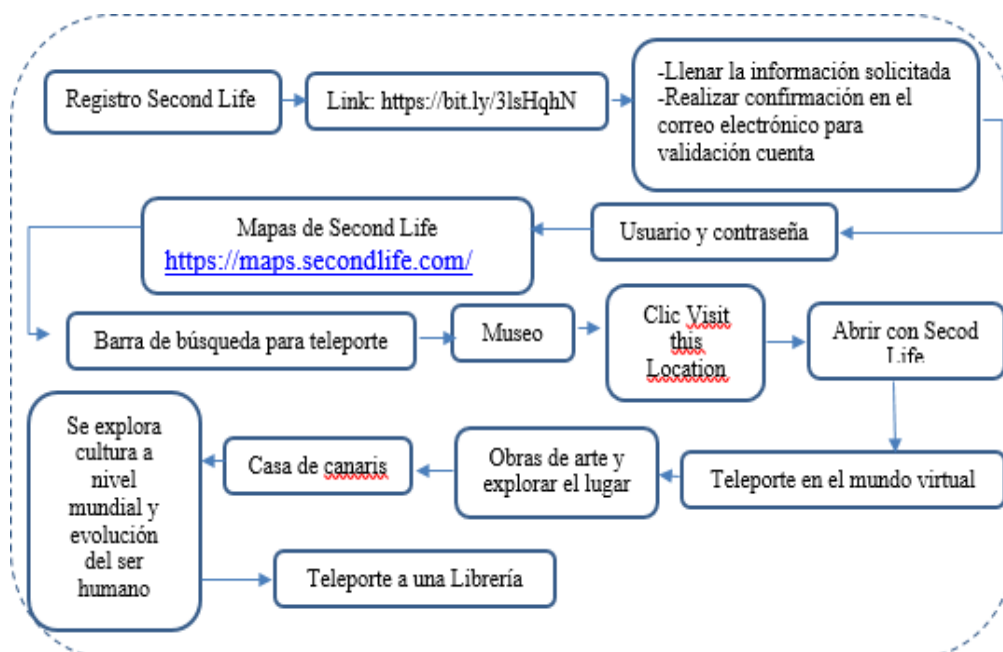 Registro Second Life
Link: https://bit.ly/3lsHqhN
-Llenar la información solicitada
-Realizar confirmación en el
correo electrónico para
validación cuenta
Usuario y contraseña
Mapas de Second Life
https://maps.secondlife.com/
Barra de búsqueda para teleporte
Museo
Clic Visit
this
Location
Abrir con Secod
Life
Teleporte en el mundo virtual
Obras de arte y
explorar el lugar
Casa de canaris
Se explora
cultura a
nivel
mundial y
evolución
del ser
humano
Teleporte a una Librería